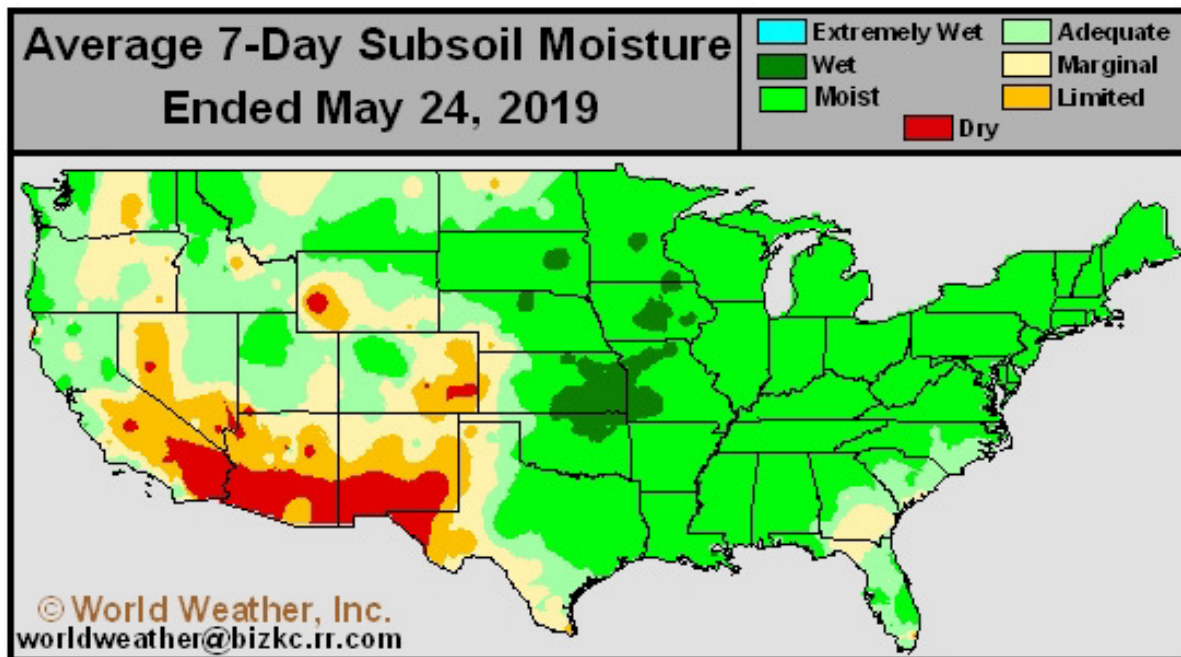 Average 7-Day Subsoil Moisture
Ended May 24, 2019
Extremely Wet
Adequate
Wet
Marginal
Moist
Limited
Dry
© World Weather, Inc.
worldweather@bizkc.rr.com